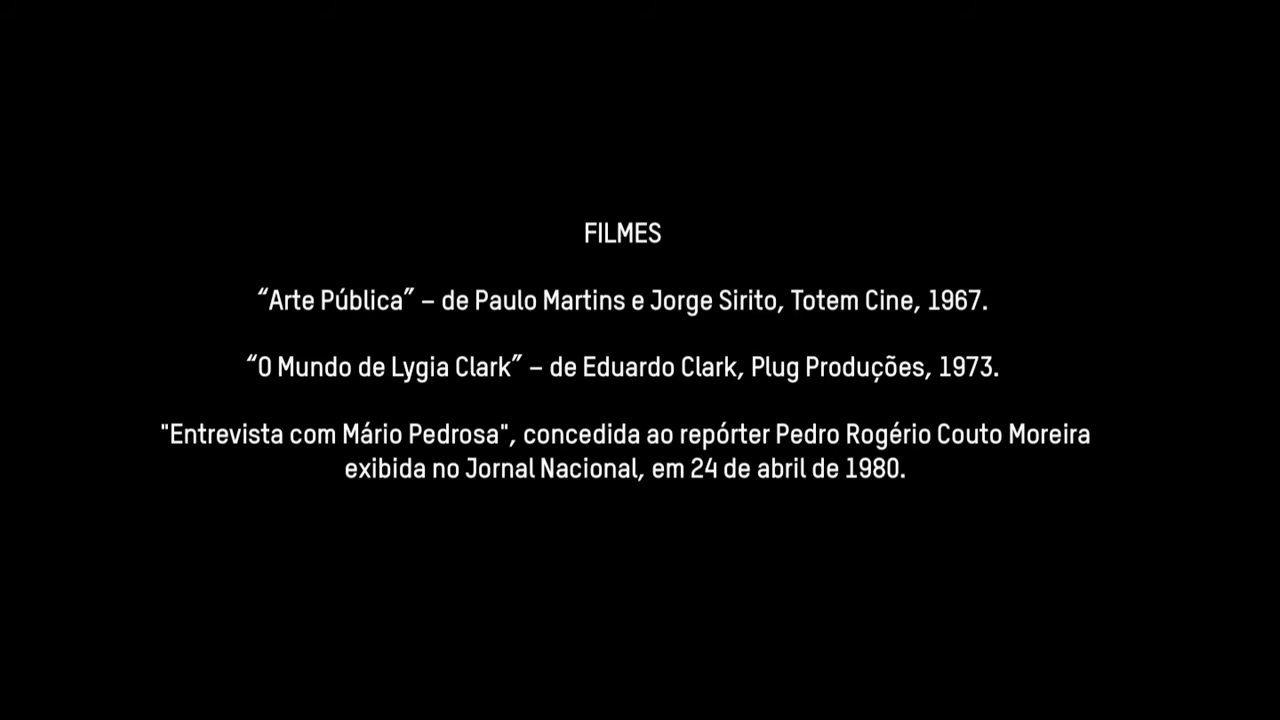 FILMES
“Arte Pública” – de Paulo Martins e Jorge Sirito, Totem Cine, 1967.
“O Mundo de Lygia Clark” – de Eduardo Clark, Plug Produções, 1973.
"Entrevista com Mário Pedrosa", concedida ao repórter Pedro Rogério Couto Moreira
exibida no Jornal Nacional, em 24 de abril de 1980.